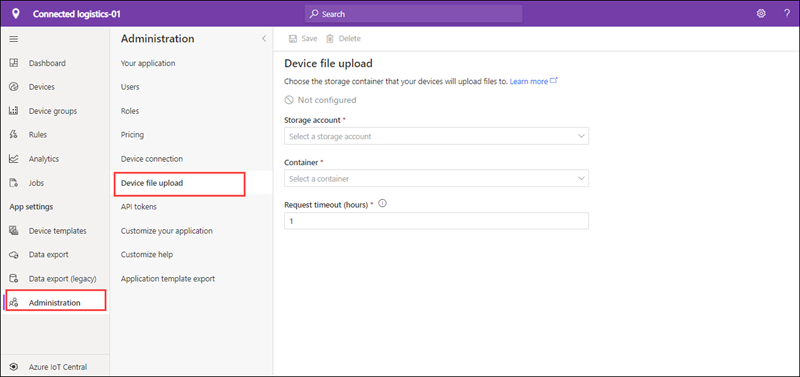 Connected logistics-01
Search
?
Dashboard
Devices
Device groups
Rules
Analytics
Jobs
App settings
Device templates
Data export
Data export (legacy)
Administration
Azure IoT Central
Administration
Your application
Users
Roles
Pricing
Device connection
Device file upload
API tokens
Customize your application
Customize help
Application template export
Save
Delete
Device file upload
Choose the storage container that your devices will upload files to. Learn more
Not configured
Storage account *
Select a storage account
Container *
Select a container
Request timeout (hours) *
1